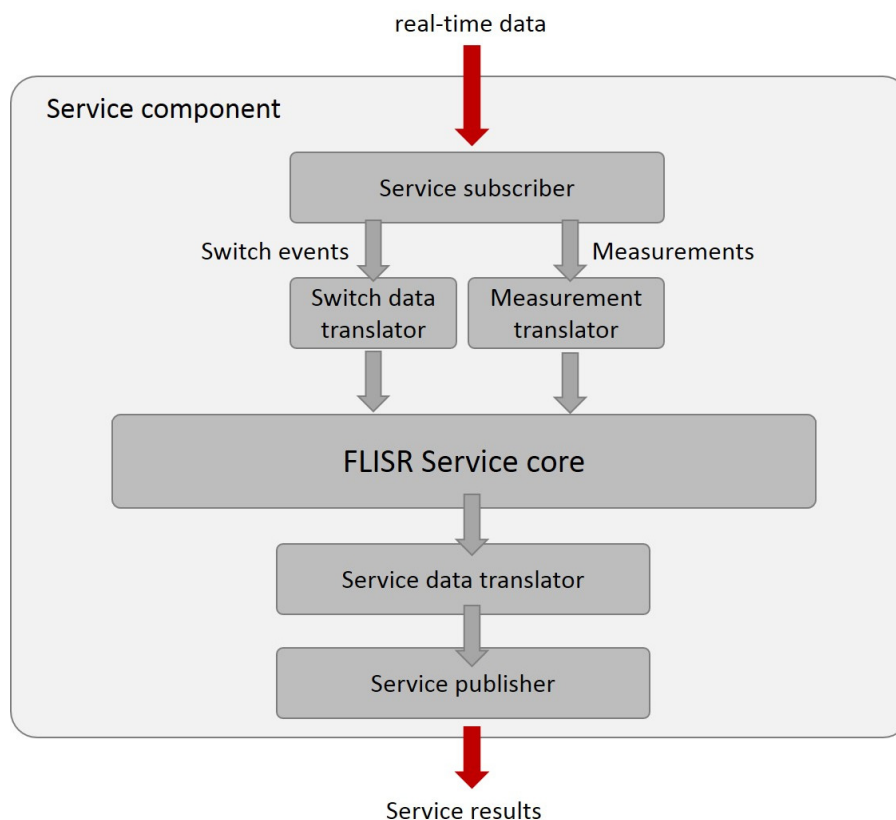 real-time data
Service component
Service subscriber
Switch events
Measurements
Switch data
translator
Measurement
translator
FLISR Service core
Service data translator
Service publisher
Service results